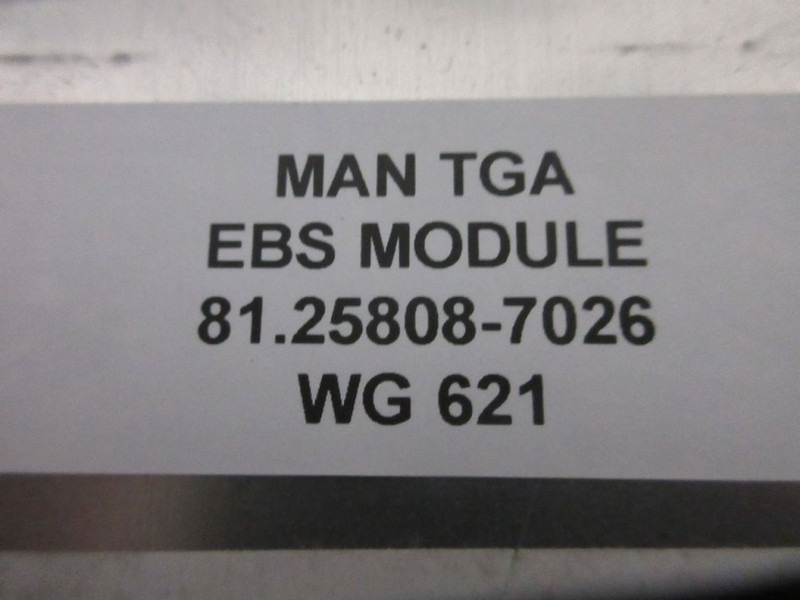 MAN TGA
EBS MODULE
81.25808-7026
WG 621